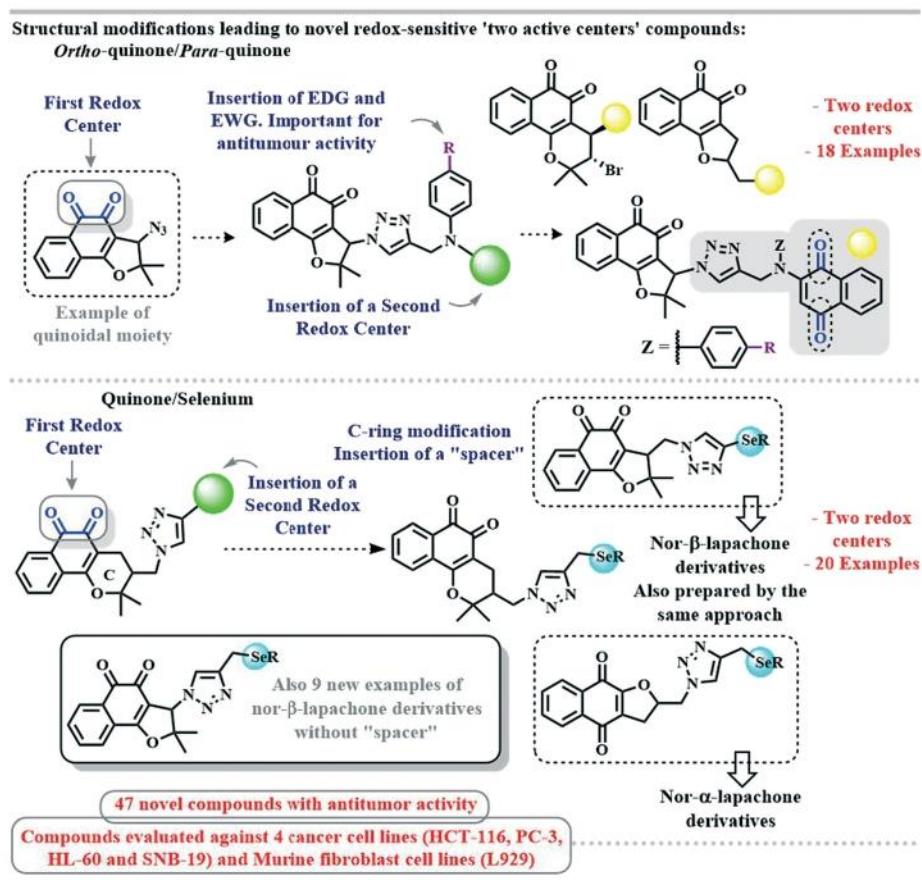 Structural modifications leading to novel redox-sensitive 'two active centers' compounds:
Ortho-quinone/Para-quinone
First Redox
Center
O
O
N3
O
Example of
quinoidal moiety
Insertion of EDG and
EWG. Important for
antitumour activity
R
O
O
N=N
N
N
O
Insertion of a Second
Redox Center
O
O
O
Br
O
O
O
- Two redox
centers
- 18 Examples
O
O
N=N
N
Z
N
O
O
O
Z =
R
Quinone/Selenium
First Redox
Center
O
O
N=N
N
C
O
Insertion of a
Second Redox
Center
C-ring modification
Insertion of a "spacer"
O
O
O
N
N=N
SeR
O
O
O
N
N=N
SeR
Nor-β-lapachone
derivatives
Also prepared by the
same approach
- Two redox
centers
- 20 Examples
O
O
N
N=N
O
SeR
Also 9 new examples of
nor-β-lapachone derivatives
without "spacer"
O
O
O
N=N
N
SeR
Nor-α-lapachone
derivatives
47 novel compounds with antitumor activity
Compounds evaluated against 4 cancer cell lines (HCT-116, PC-3,
HL-60 and SNB-19) and Murine fibroblast cell lines (L929)